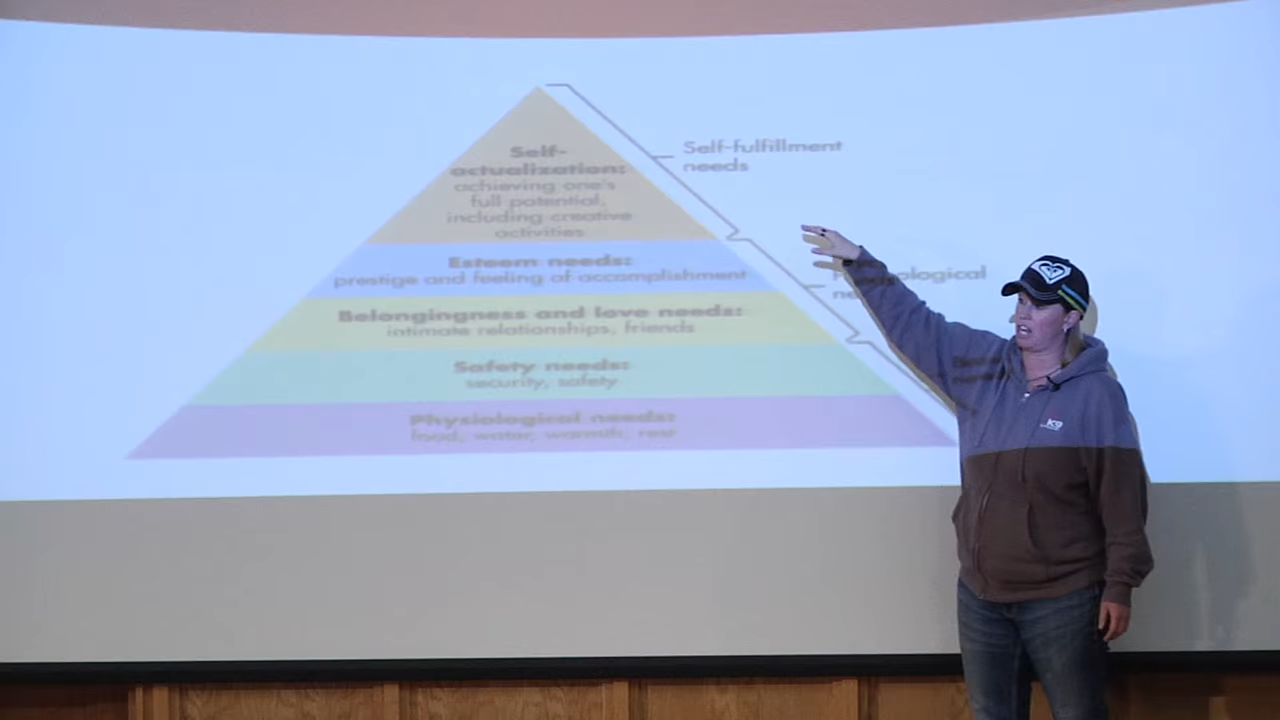 Self-
actualization:
achieving one's
full potential,
including creative
activities
Esteem needs:
prestige and feeling of accomplishment
Belongingness and love needs:
intimate relationships, friends
Safety needs:
security, safety
Physiological needs:
food, water, warmth, rest
Self-fulfillment
needs
Psychological
needs
K9